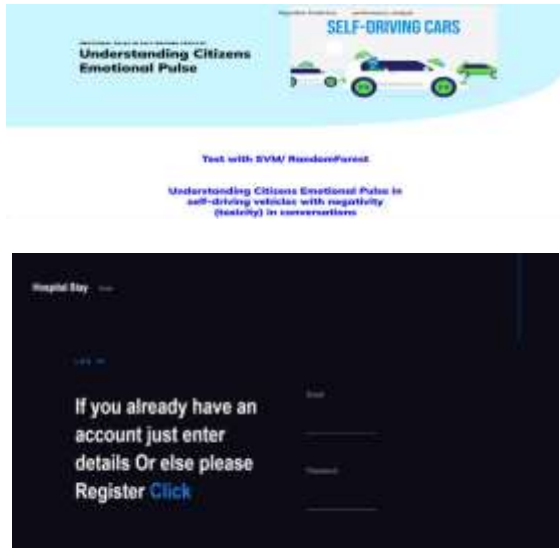 SELF-DRIVING CARS
Understanding Citizens
Emotional Pulse
Test with SVM/ RandomForest
Understanding Citizens Emotional Pulse in
self-driving vehicles with negativity
(toxicity) in conversations
Hospital Stay
LOG IN
If you already have an
account just enter
details Or else please
Register Click
Email
Password